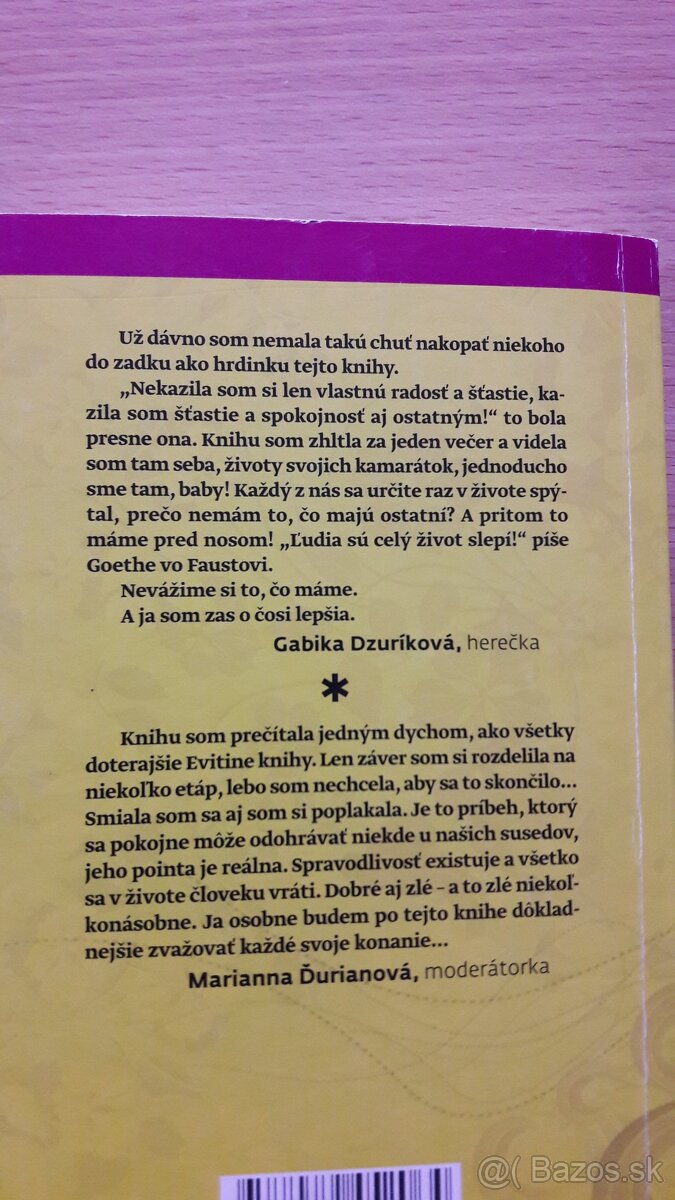 Už dávno som nemala takú chuť nakopať niekoho
do zadku ako hrdinku tejto knihy.
„Nekazila som si len vlastnú radosť a šťastie, ka-
zila som šťastie a spokojnosť aj ostatným!“ to bola
presne ona. Knihu som zhltla za jeden večer a videla
som tam seba, životy svojich kamarátok, jednoducho
sme tam, baby! Každý z nás sa určite raz v živote spý-
tal, prečo nemám to, čo majú ostatní? A pritom to
máme pred nosom! „Ľudia sú celý život slepí!“ píše
Goethe vo Faustovi.
Nevážime si to, čo máme.
A ja som zas o čosi lepšia.
Gabika Dzuríková, herečka
*
Knihu som prečítala jedným dychom, ako všetky
doterajšie Evitine knihy. Len záver som si rozdelila na
niekoľko etáp, lebo som nechcela, aby sa to skončilo...
Smiala som sa aj som si poplakala. Je to príbeh, ktorý
sa pokojne môže odohrávať niekde u našich susedov,
jeho pointa je reálna. Spravodlivosť existuje a všetko
sa v živote človeku vráti. Dobré aj zlé – a to zlé niekoľ-
konásobne. Ja osobne budem po tejto knihe dôklad-
nejšie zvažovať každé svoje konanie...
Marianna Ďurianová, moderátorka
@( Bazos.sk